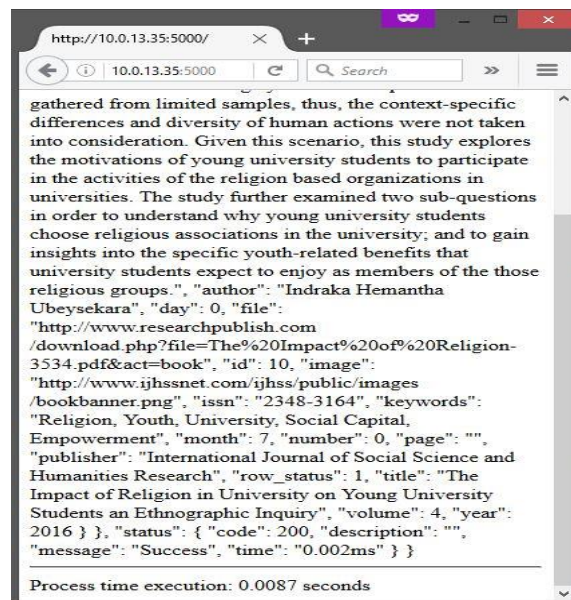 http://10.0.13.35:5000/
10.0.13.35:5000
Search
gathered from limited samples, thus, the context-specific
differences and diversity of human actions were not taken
into consideration. Given this scenario, this study explores
the motivations of young university students to participate
in the activities of the religion based organizations in
universities. The study further examined two sub-questions
in order to understand why young university students
choose religious associations in the university; and to gain
insights into the specific youth-related benefits that
university students expect to enjoy as members of the those
religious groups.", "author": "Indraka Hemantha
Ubeysekara", "day": 0, "file":
"http://www.researchpublish.com
/download.php?file=The%20Impact%20of%20Religion-
3534.pdf&act=book", "id": 10, "image":
"http://www.ijhssnet.com/ijhss/public/images
/bookbanner.png", "issn": "2348-3164", "keywords":
"Religion, Youth, University, Social Capital,
Empowerment", "month": 7, "number": 0, "page": "",
"publisher": "International Journal of Social Science and
Humanities Research", "row_status": 1, "title": "The
Impact of Religion in University on Young University
Students an Ethnographic Inquiry", "volume": 4, "year":
2016 } }, "status": { "code": 200, "description": "",
"message": "Success", "time": "0.002ms" } }
Process time execution: 0.0087 seconds